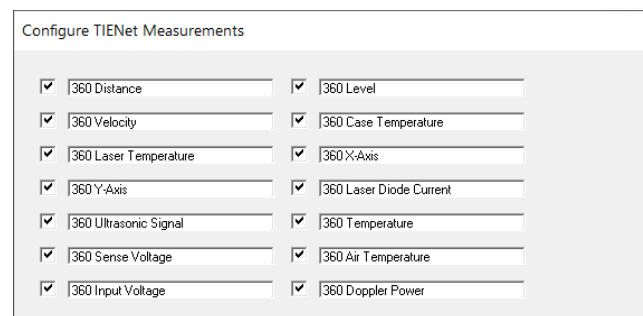 Configure TIENet Measurements
360 Distance 360 Level
360 Velocity 360 Case Temperature
360 Laser Temperature 360 X-Axis
360 Y-Axis 360 Laser Diode Current
360 Ultrasonic Signal 360 Temperature
360 Sense Voltage 360 Air Temperature
360 Input Voltage 360 Doppler Power